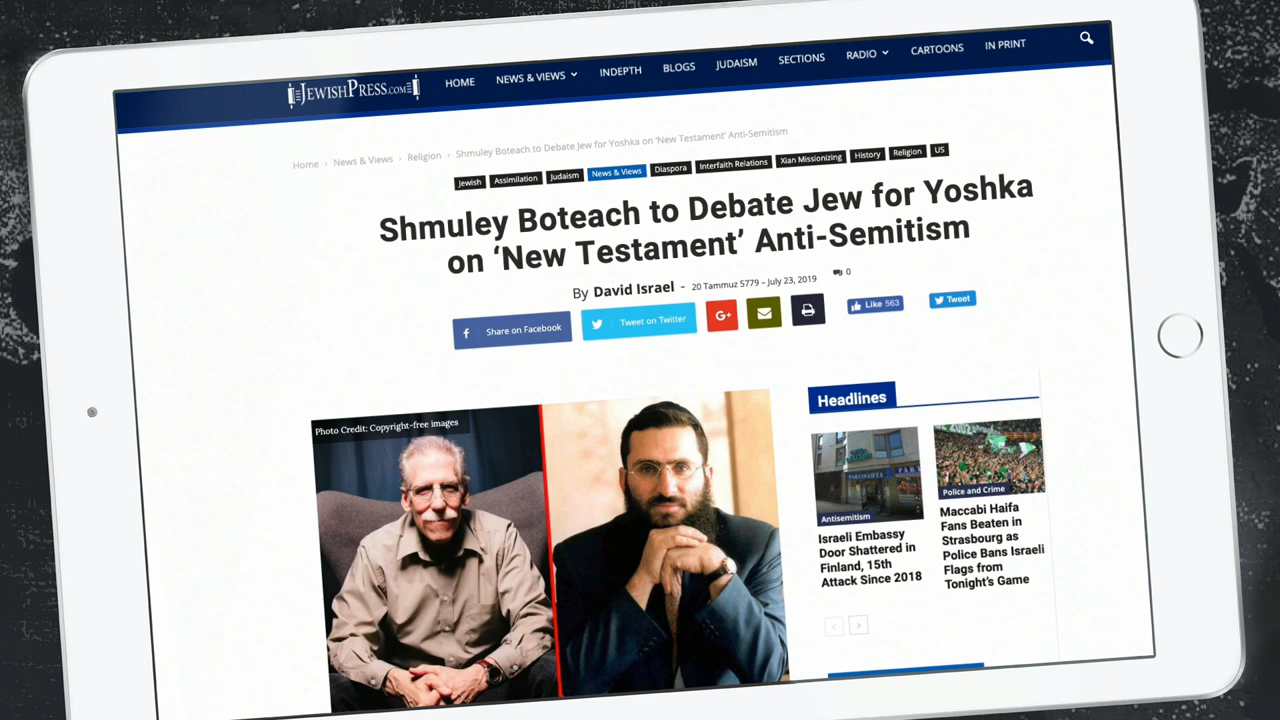 JEWISHPRESS.COM
HOME NEWS & VIEWS INDEPTH BLOGS JUDAISM SECTIONS RADIO CARTOONS IN PRINT
Home › News & Views › Religion › Shmuley Boteach to Debate Jew for Yoshka on 'New Testament' Anti-Semitism
Jewish Assimilation Judaism News & Views Diaspora Interfaith Relations Xian Missionizing History Religion US
Shmuley Boteach to Debate Jew for Yoshka
on ‘New Testament’ Anti-Semitism
By David Israel - 20 Tammuz 5779 – July 23, 2019 0
Share on Facebook Tweet on Twitter G+ Like 563 Tweet
Photo Credit: Copyright-free images
Headlines
Antisemitism
Israeli Embassy
Door Shattered in
Finland, 15th
Attack Since 2018
Police and Crime
Maccabi Haifa
Fans Beaten in
Strasbourg as
Police Bans Israeli
Flags from
Tonight's Game